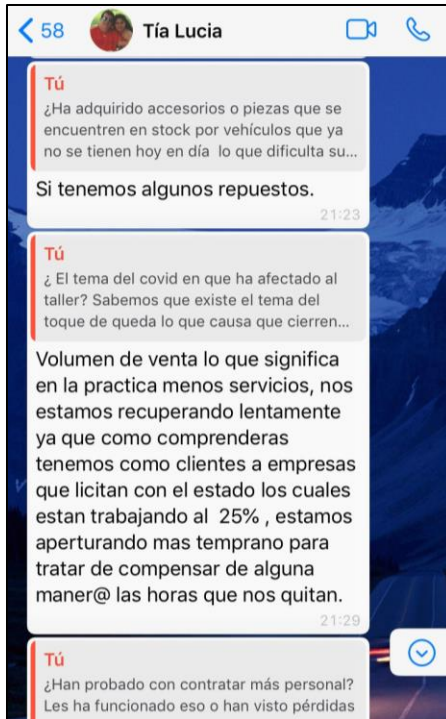 58
Tía Lucia
Tú
¿Ha adquirido accesorios o piezas que se
encuentren en stock por vehículos que ya
no se tienen hoy en día lo que dificulta su...
Si tenemos algunos repuestos.
21:23
Tú
¿ El tema del covid en que ha afectado al
taller? Sabemos que existe el tema del
toque de queda lo que causa que cierren...
Volumen de venta lo que significa
en la practica menos servicios, nos
estamos recuperando lentamente
ya que como comprenderas
tenemos como clientes a empresas
que licitan con el estado los cuales
estan trabajando al 25% , estamos
aperturando mas temprano para
tratar de compensar de alguna
maner@ las horas que nos quitan.
21:29
Tú
¿Han probado con contratar más personal?
Les ha funcionado eso o han visto pérdidas